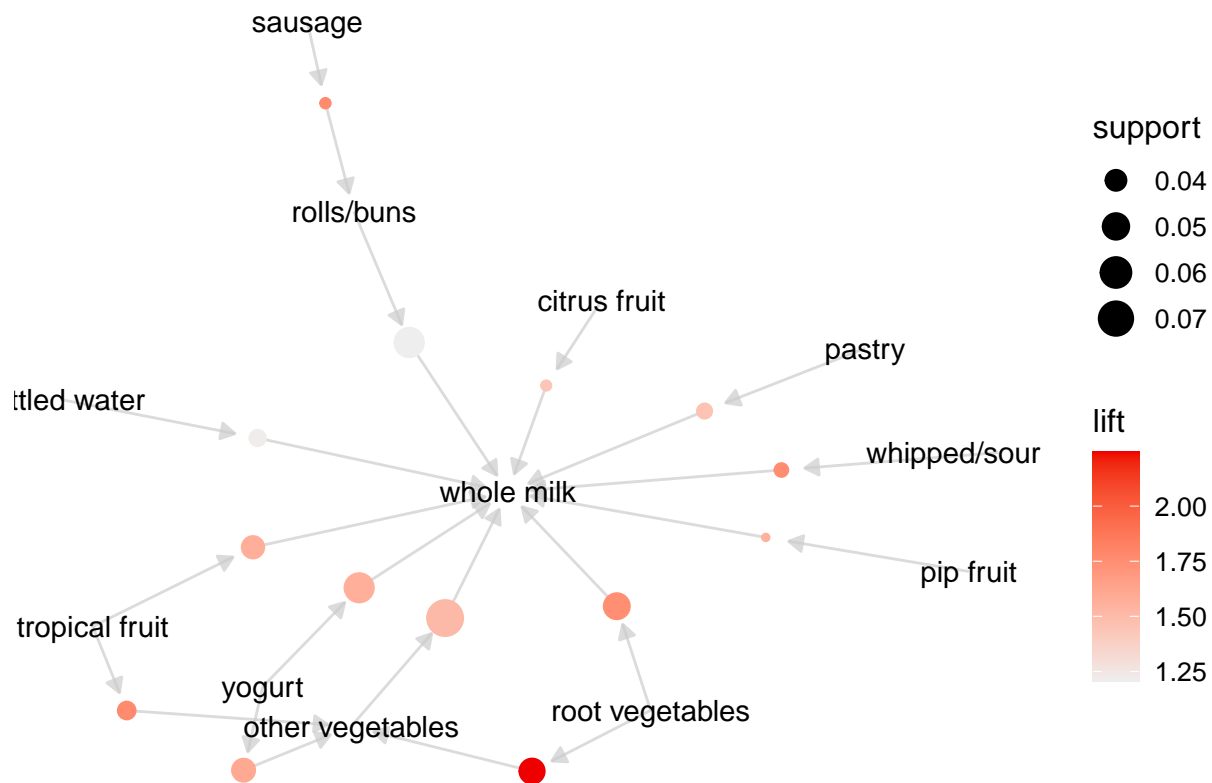 sausage
support
0.04
rolls/buns
0.05
0.06
citrus fruit
0.07
pastry
ttled water
lift
whipped/sour
whole milk
2.00
1.75
pip fruit
tropical fruit
1.50
yogurt
1.25
root vegetables
other vegetables